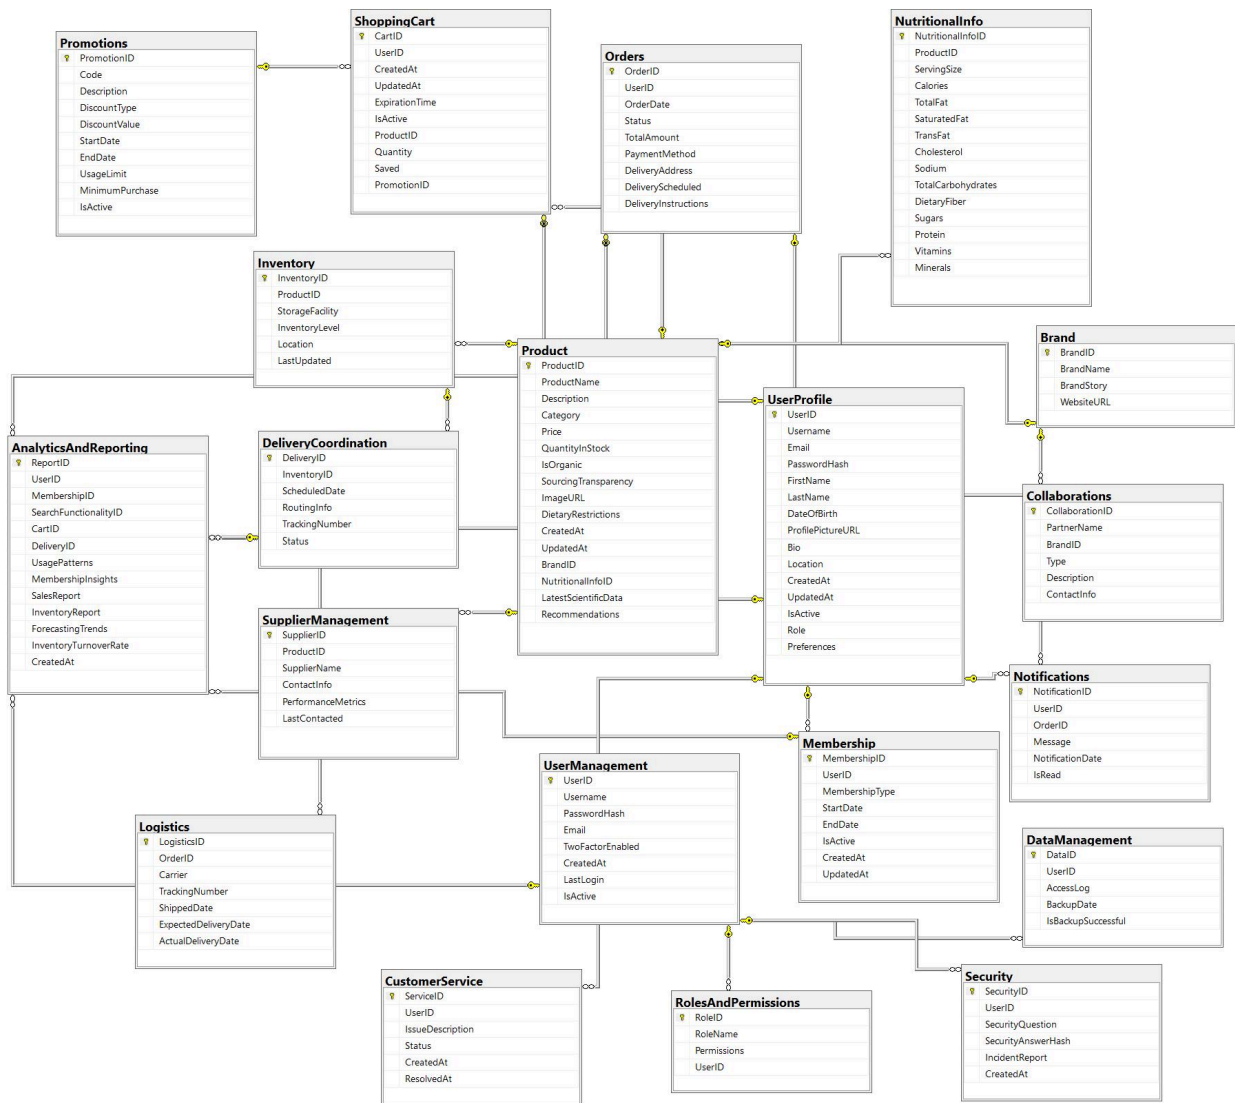 Promotions
PromotionID
Code
Description
DiscountType
DiscountValue
StartDate
EndDate
UsageLimit
MinimumPurchase
IsActive
ShoppingCart
CartID
UserID
CreatedAt
UpdatedAt
ExpirationTime
IsActive
ProductID
Quantity
Saved
PromotionID
Orders
OrderID
UserID
OrderDate
Status
TotalAmount
PaymentMethod
DeliveryAddress
DeliveryScheduled
DeliveryInstructions
NutritionalInfo
NutritionalInfoID
ProductID
ServingSize
Calories
TotalFat
SaturatedFat
TransFat
Cholesterol
Sodium
TotalCarbohydrates
DietaryFiber
Sugars
Protein
Vitamins
Minerals
Inventory
InventoryID
ProductID
StorageFacility
InventoryLevel
Location
LastUpdated
Product
ProductID
ProductName
Description
Category
Price
QuantityInStock
IsOrganic
SourcingTransparency
ImageURL
DietaryRestrictions
CreatedAt
UpdatedAt
BrandID
NutritionalInfoID
LatestScientificData
Recommendations
Brand
BrandID
BrandName
BrandStory
WebsiteURL
UserProfile
UserID
Username
Email
PasswordHash
FirstName
LastName
DateOfBirth
ProfilePictureURL
Bio
Location
CreatedAt
UpdatedAt
IsActive
Role
Preferences
AnalyticsAndReporting
ReportID
UserID
MembershipID
SearchFunctionalityID
CartID
DeliveryID
UsagePatterns
MembershipInsights
SalesReport
InventoryReport
ForecastingTrends
InventoryTurnoverRate
CreatedAt
DeliveryCoordination
DeliveryID
InventoryID
ScheduledDate
RoutingInfo
TrackingNumber
Status
Collaborations
CollaborationID
PartnerName
BrandID
Type
Description
ContactInfo
SupplierManagement
SupplierID
ProductID
SupplierName
ContactInfo
PerformanceMetrics
LastContacted
Notifications
NotificationID
UserID
OrderID
Message
NotificationDate
IsRead
Membership
MembershipID
UserID
MembershipType
StartDate
EndDate
IsActive
CreatedAt
UpdatedAt
UserManagement
UserID
Username
PasswordHash
Email
TwoFactorEnabled
CreatedAt
LastLogin
IsActive
Logistics
LogisticsID
OrderID
Carrier
TrackingNumber
ShippedDate
ExpectedDeliveryDate
ActualDeliveryDate
DataManagement
DataID
UserID
AccessLog
BackupDate
IsBackupSuccessful
CustomerService
ServiceID
UserID
IssueDescription
Status
CreatedAt
ResolvedAt
RolesAndPermissions
RoleID
RoleName
Permissions
UserID
Security
SecurityID
UserID
SecurityQuestion
SecurityAnswerHash
IncidentReport
CreatedAt